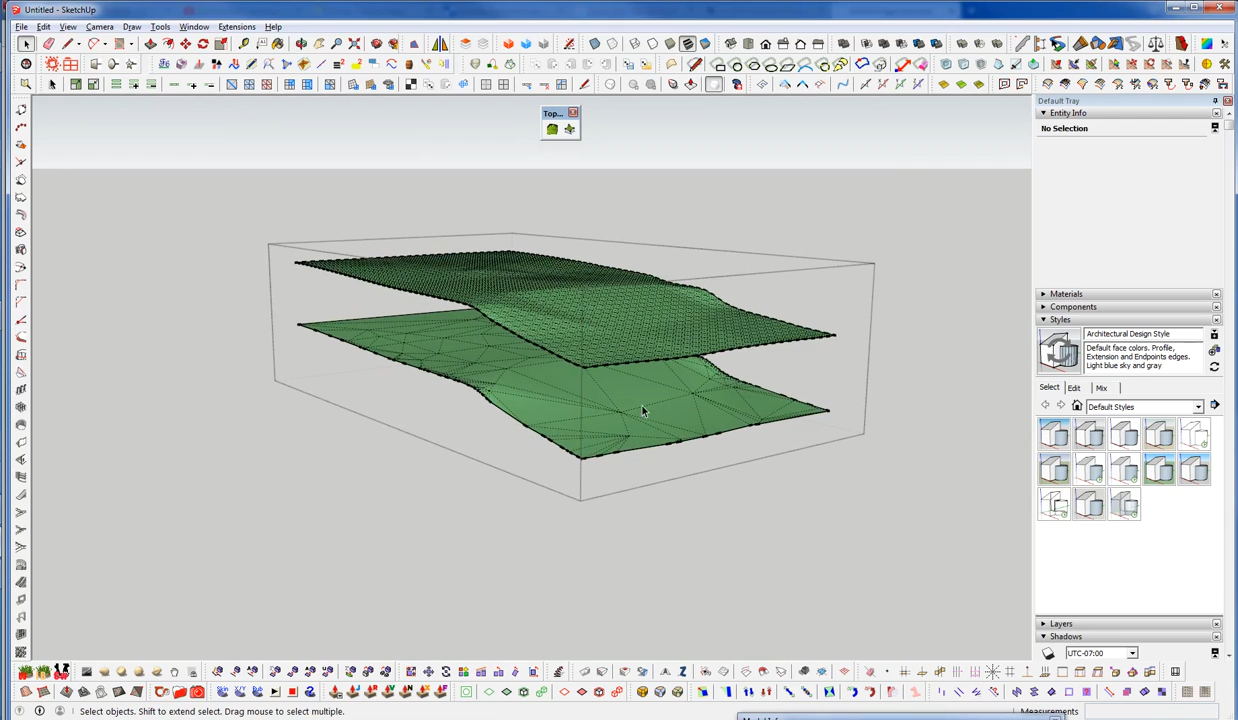 Untitled - SketchUp
File Edit View Camera Draw Tools Window Extensions Help
Top...
Default Tray
Entity Info
No Selection
Materials
Components
Styles
Architectural Design Style
Default face colors. Profile,
Extension and Endpoints edges.
Light blue sky and gray
Select Edit Mix
Default Styles
Layers
Shadows
UTC-07:00
Select objects. Shift to extend select. Drag mouse to select multiple.
Measurements